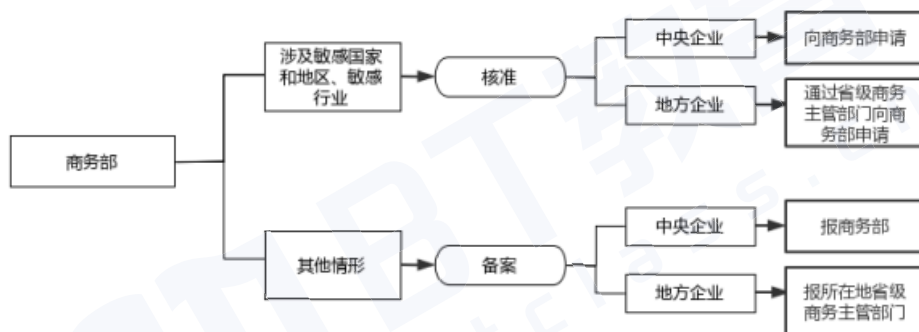 商务部
涉及敏感国家
和地区、敏感
行业
核准
中央企业
向商务部申请
地方企业
通过省级商务
主管部门向商
务部申请
其他情形
备案
中央企业
报商务部
地方企业
报所在地省级
商务主管部门